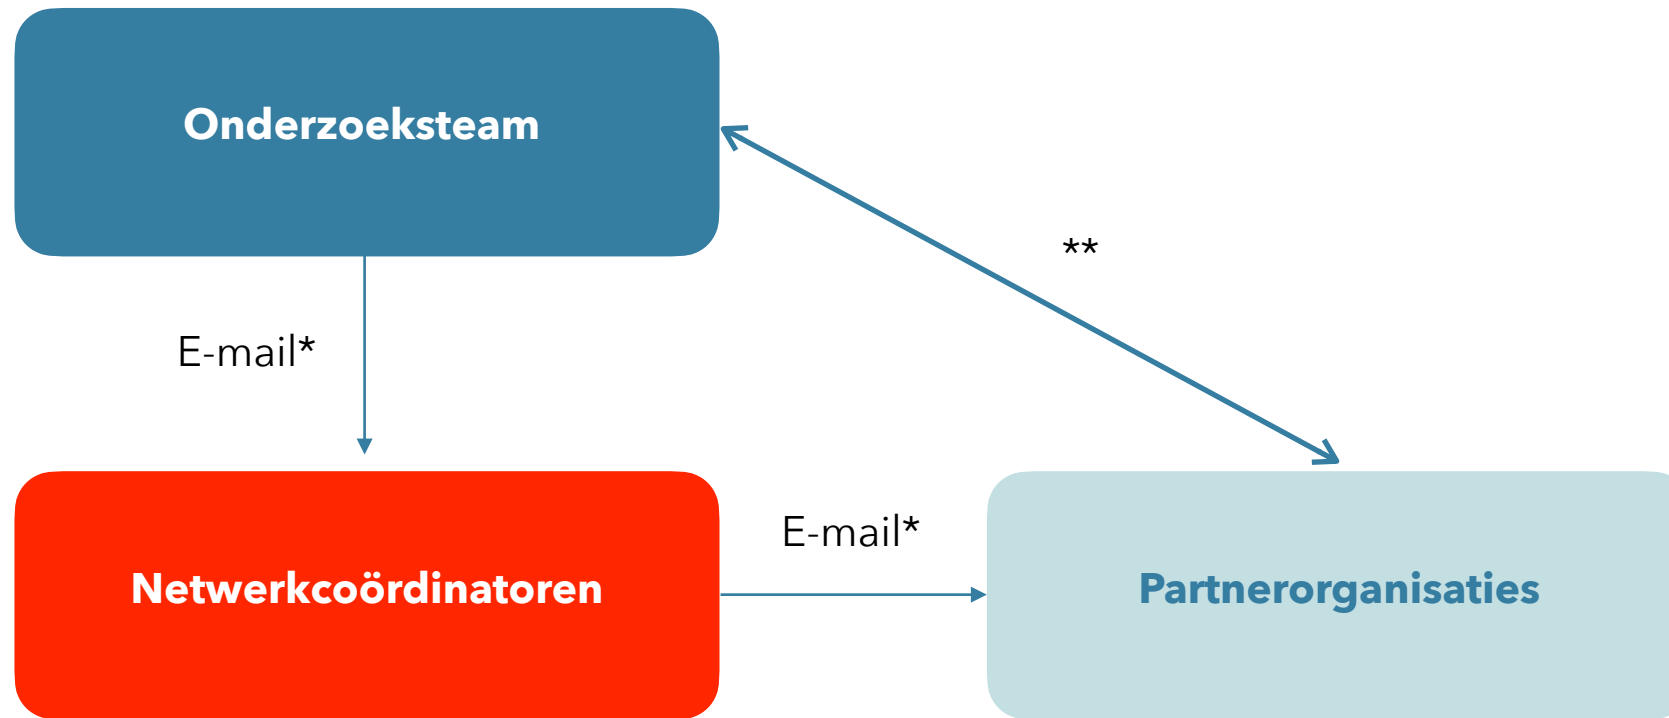 Onderzoeksteam
**
E-mail*
E-mail*
Netwerkcoördinatoren
Partnerorganisaties